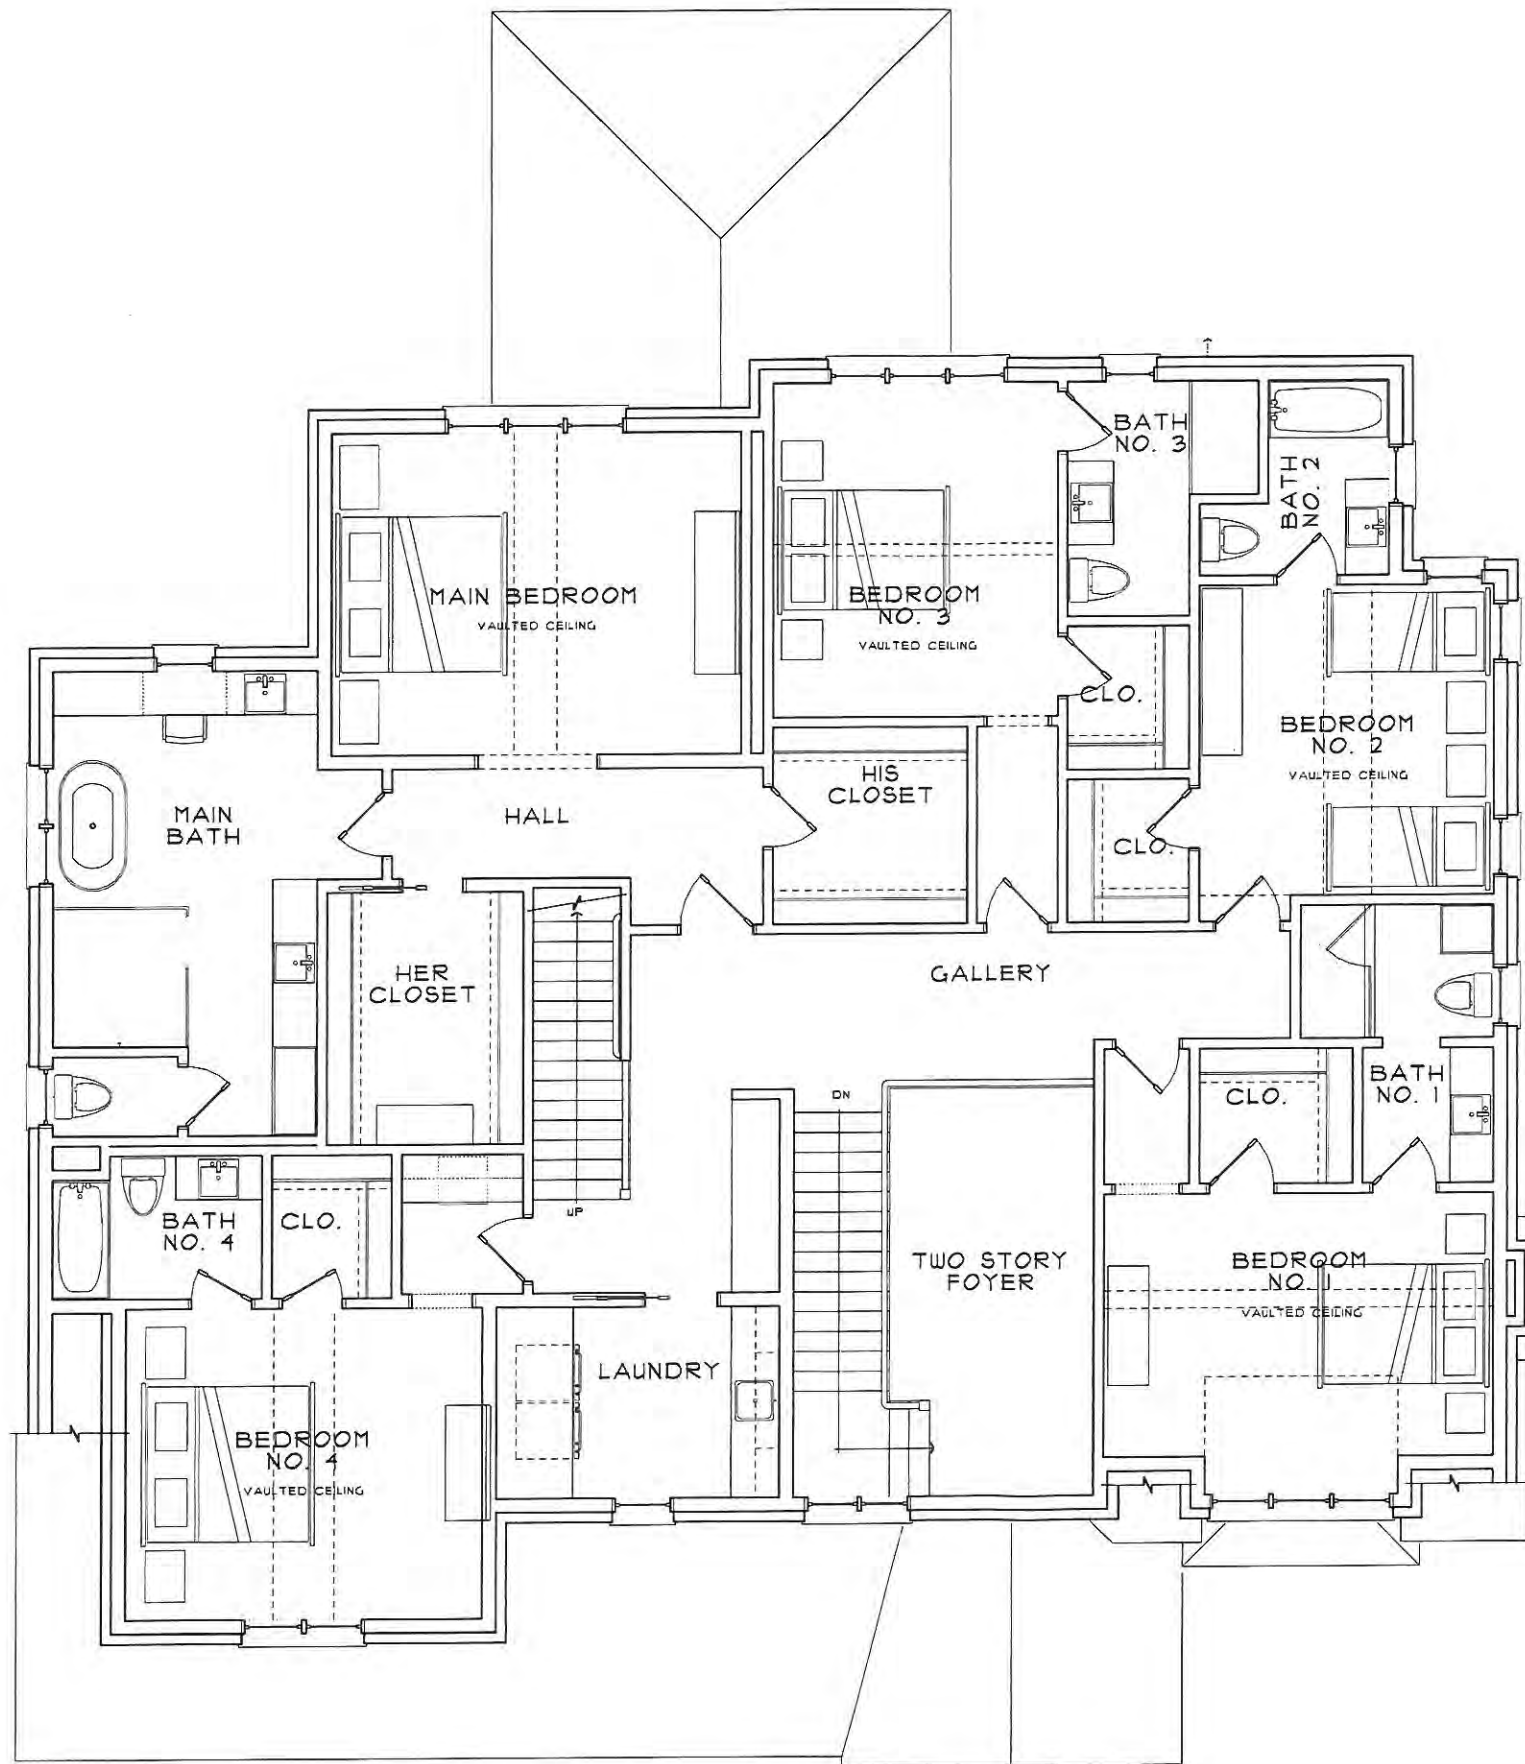 BATH
NO. 3
BATH
NO. 2
MAIN BEDROOM
VAULTED CEILING
BEDROOM
NO. 3
VAULTED CEILING
CLO.
BEDROOM
NO. 2
VAULTED CEILING
HIS
CLOSET
MAIN
BATH
HALL
CLO.
HER
CLOSET
GALLERY
BATH
NO. 1
CLO.
DN
UP
BATH
NO. 4
CLO.
TWO STORY
FOYER
BEDROOM
NO. 1
VAULTED CEILING
LAUNDRY
BEDROOM
NO. 4
VAULTED CEILING